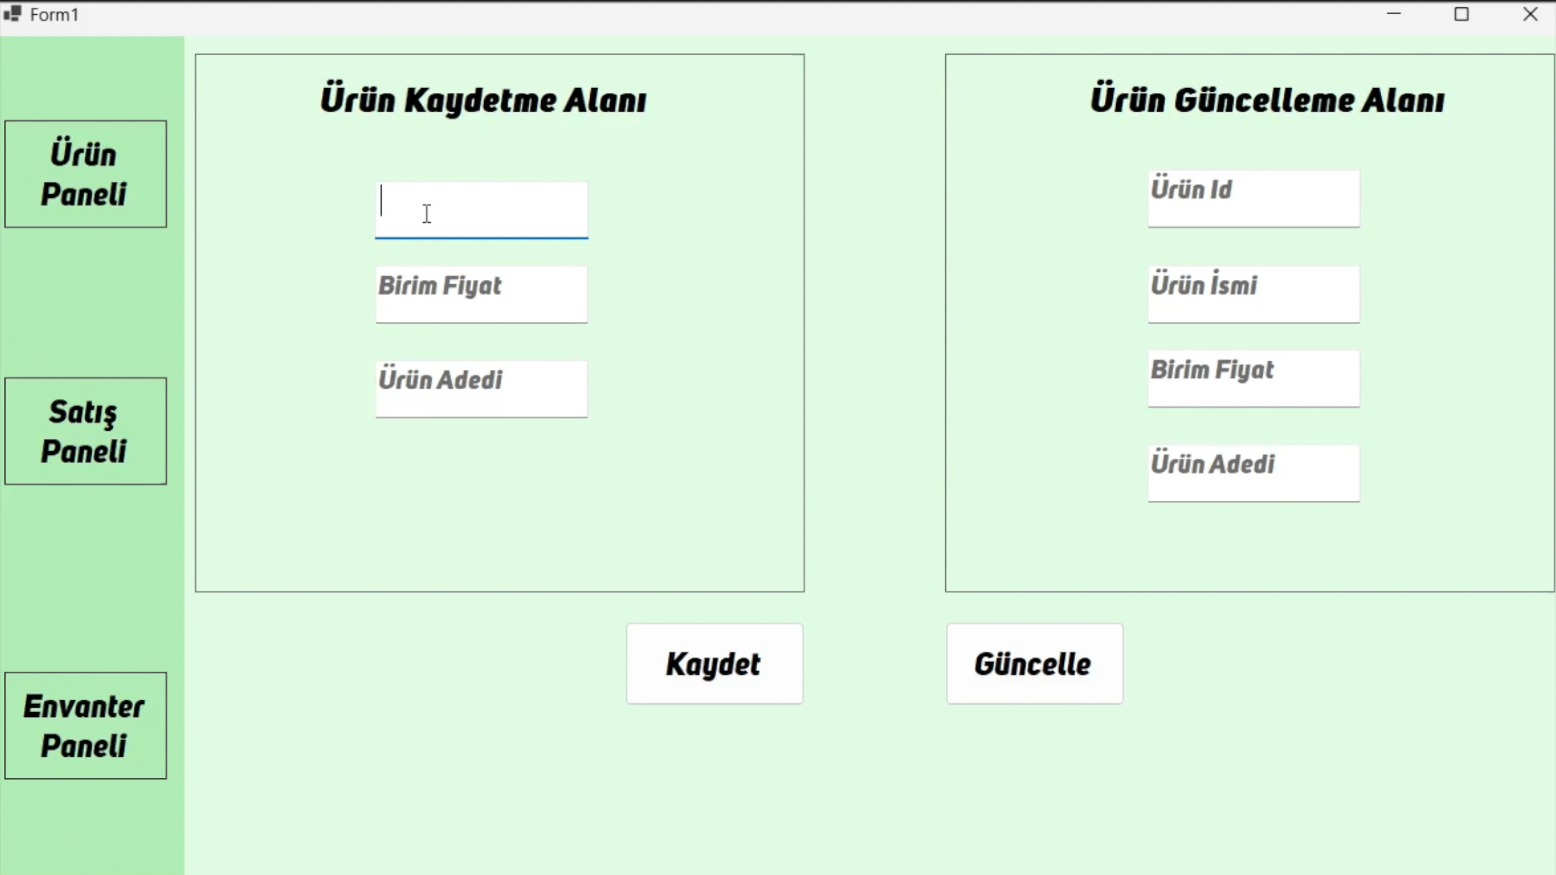 Form1
Ürün
Paneli
Satış
Paneli
Envanter
Paneli
Ürün Kaydetme Alanı
Birim Fiyat
Ürün Adedi
Kaydet
Ürün Güncelleme Alanı
Ürün Id
Ürün İsmi
Birim Fiyat
Ürün Adedi
Güncelle